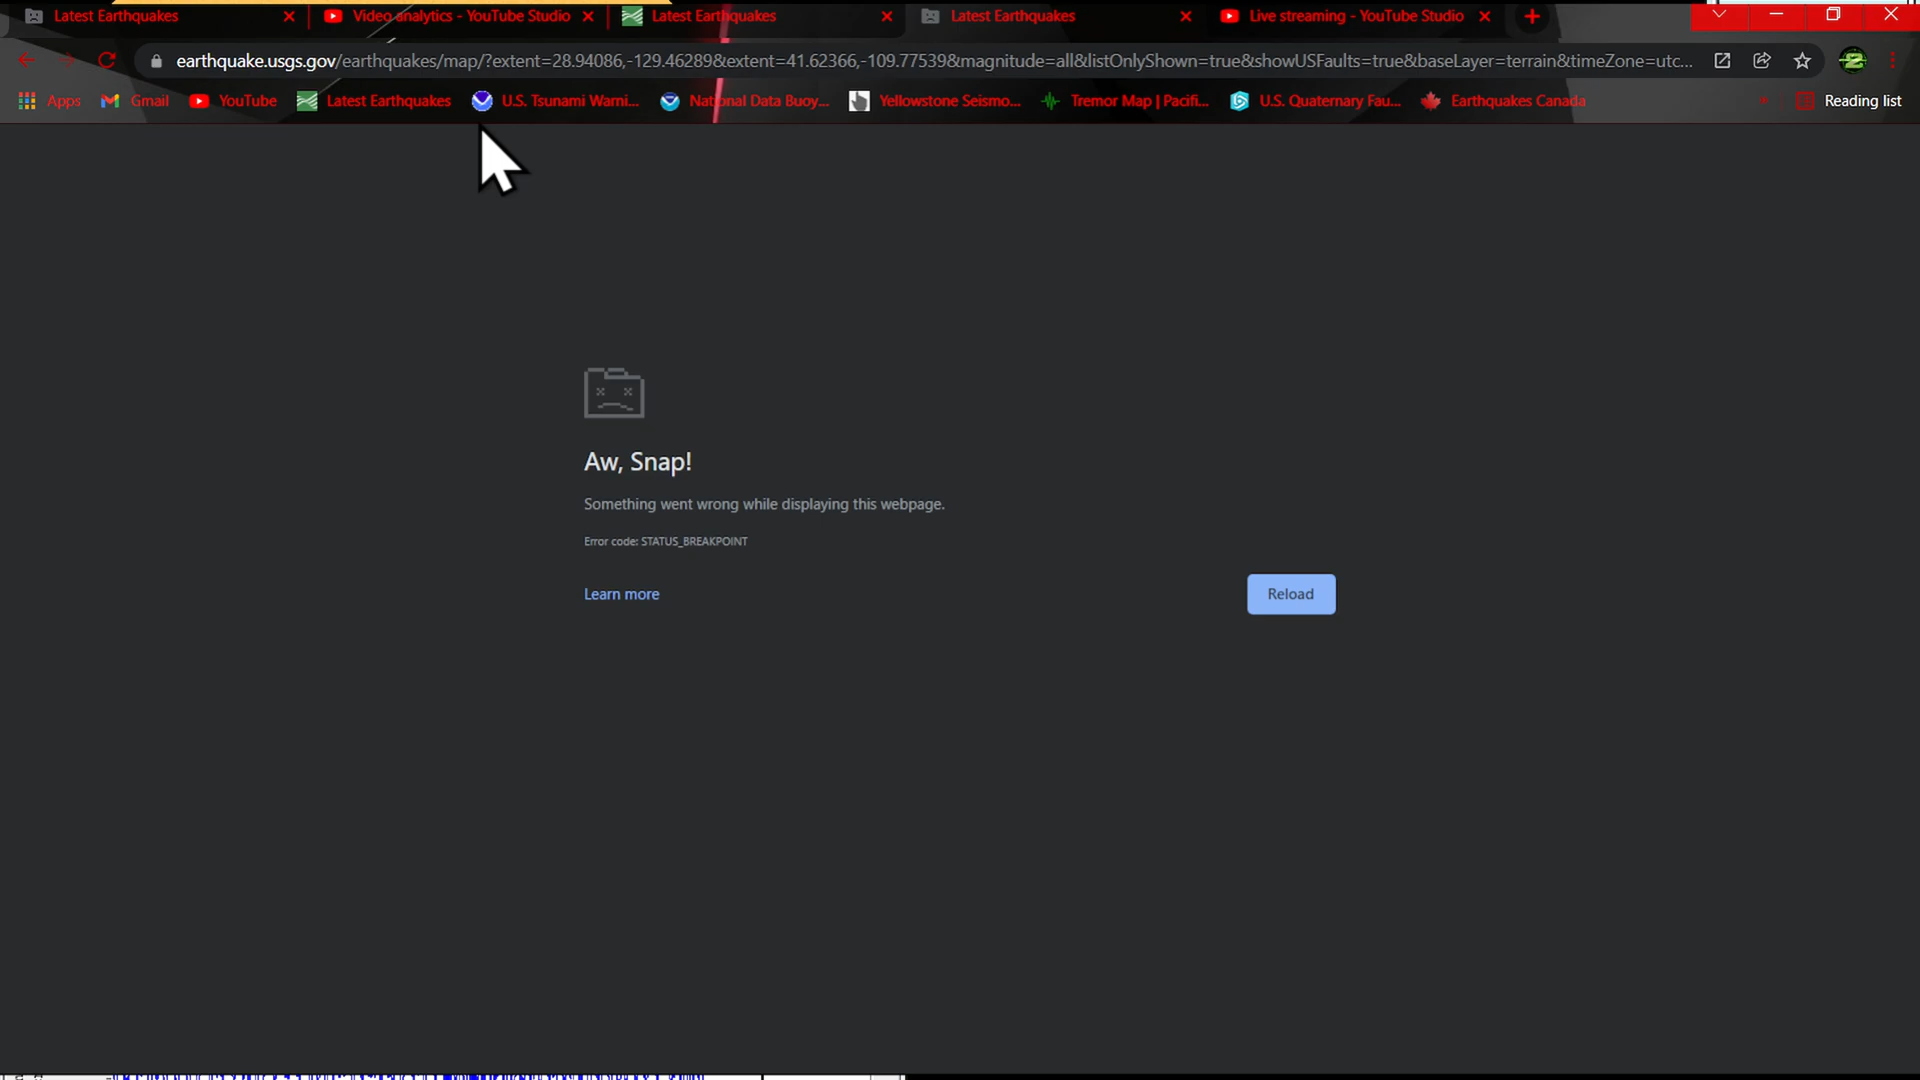 Latest Earthquakes
Video analytics - YouTube Studio
Latest Earthquakes
Latest Earthquakes
Live streaming - YouTube Studio
earthquake.usgs.gov/earthquakes/map/?extent=28.94086,-129.46289&extent=41.62366,-109.77539&magnitude=all&listOnlyShown=true&showUSFaults=true&baseLayer=terrain&timeZone=utc...
Apps
Gmail
YouTube
Latest Earthquakes
U.S. Tsunami Warni...
National Data Buoy...
Yellowstone Seismo...
Tremor Map | Pacifi...
U.S. Quaternary Fau...
Earthquakes Canada
Reading list
Aw, Snap!
Something went wrong while displaying this webpage.
Error code: STATUS_BREAKPOINT
Learn more
Reload